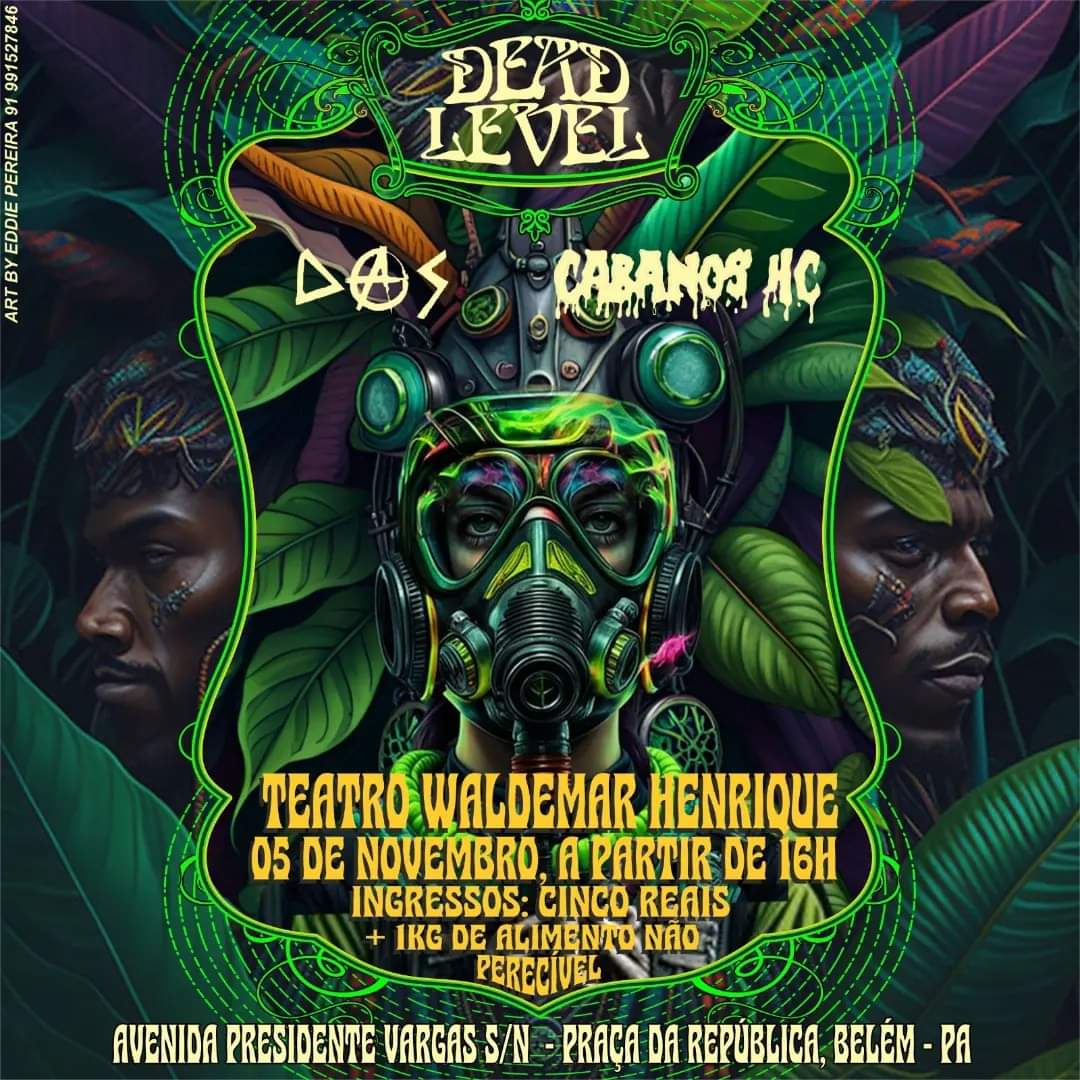 ART BY EDDIE PEREIRA 91 991527846
DEAD
LEVEL
DAS CABANOS HC
TEATRO WALDEMAR HENRIQUE
05 DE NOVEMBRO, A PARTIR DE 16H
INGRESSOS: CINCO REAIS
+ 1KG DE ALIMENTO NÃO
PERECÍVEL
AVENIDA PRESIDENTE VARGAS S/N - PRAÇA DA REPÚBLICA, BELÉM - PA